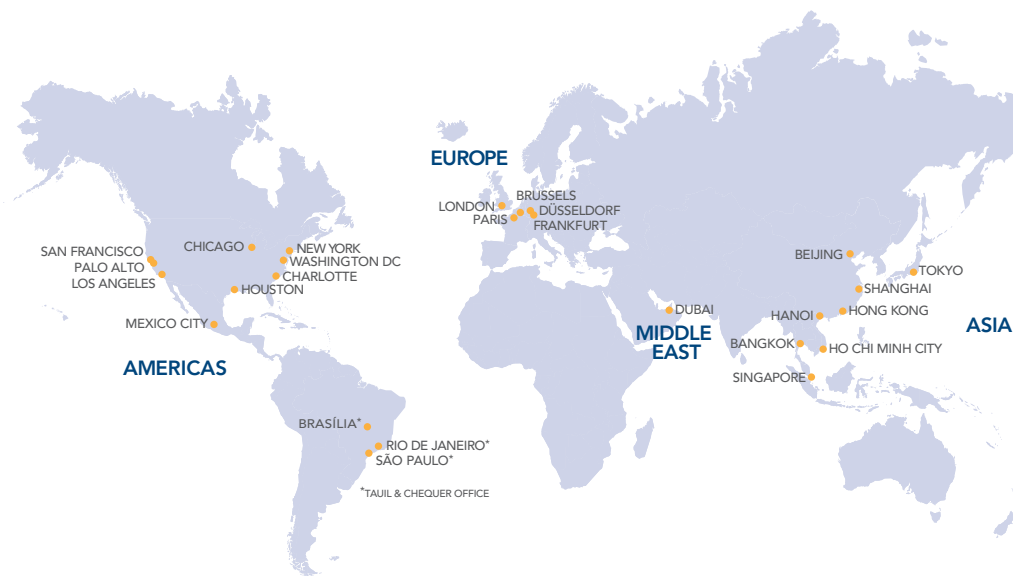 EUROPE
BRUSSELS
LONDON
DÜSSELDORF
PARIS
FRANKFURT
SAN FRANCISCO
CHICAGO
NEW YORK
PALO ALTO
WASHINGTON DC
LOS ANGELES
CHARLOTTE
HOUSTON
MEXICO CITY
AMERICAS
BRASÍLIA*
RIO DE JANEIRO*
SÃO PAULO*
*TAUIL & CHEQUER OFFICE
DUBAI
MIDDLE
EAST
BEIJING
TOKYO
SHANGHAI
HANOI
HONG KONG
ASIA
BANGKOK
HO CHI MINH CITY
SINGAPORE